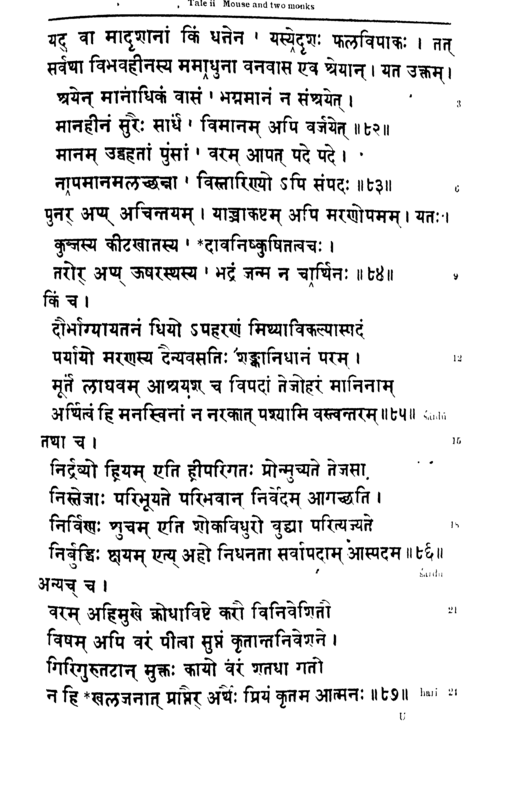 Tale ii Mouse and two monks
यदु वा मादृशानां किं धनेन ' यस्येदृशः फलविपाकः । तत्
सर्वथा विभवहीनस्य ममाधुना वनवास एव श्रेयान् । यत उक्तम् ।
श्रयेन् मानाधिकं वासं ' भग्नमानं न संश्रयेत् । 3
मानहीनं सुरैः सार्धं ' विमानम् अपि वर्जयेत् ॥८२॥
मानम् उद्वहतां पुंसां ' वरम् आपत् पदे पदे ।
नापमानमलच्छन्ना ' विस्तारिण्यो ऽपि संपदः ॥८३॥ 6
पुनर् अप्य् अचिन्तयम् । याच्ञाकष्टम् अपि मरणोपमम् । यतः ।
कुब्जस्य कीटखातस्य ' *दावनिष्कुषितत्वचः ।
तरोर् अप्य् ऊषरस्थस्य ' भद्रं जन्म न चार्थिनः ॥८४॥ 9
किं च ।
दौर्भाग्यायतनं धियो ऽपहरणं मिथ्याविकल्पास्पदं
पर्यायो मरणस्य दैन्यवसतिः शङ्कानिधानं परम् । 12
मूर्तं लाघवम् आश्रयश् च विपदां तेजोहरं मानिनाम्
अर्थित्वं हि मनस्विनां न नरकात् पश्यामि वस्त्वन्तरम् ॥८५॥ śārdū
तथा च । 15
निर्द्रव्यो ह्रियम् एति ह्रीपरिगतः प्रोन्मुच्यते तेजसा
निस्तेजाः परिभूयते परिभवान् निर्वेदम् आगच्छति ।
निर्विणः शुचम् एति शोकविधुरो बुद्ध्या परित्यज्यते 18
निर्बुद्धिः क्षयम् एत्य् अहो निधनता सर्वापदाम् आस्पदम् ॥८६॥
śārdū
अन्यच् च ।
वरम् अहिमुखे क्रोधाविष्टे करौ विनिवेशितौ 21
विषम् अपि वरं पीत्वा सुप्तं कृतान्तनिवेशने ।
गिरिगुरुतटान् मुक्तः कायो वरं शतधा गतो
न हि *खलजनात् प्राप्तैर् अर्थैः प्रियं कृतम् आत्मनः ॥८७॥ hari 24
U